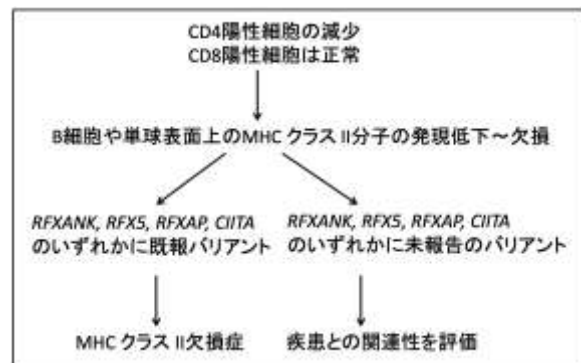 CD4陽性細胞の減少
CD8陽性細胞は正常
B細胞や単球表面上のMHC クラス II分子の発現低下～欠損
RFXANK, RFX5, RFXAP, CIITA
のいずれかに既報バリアント
RFXANK, RFX5, RFXAP, CIITA
のいずれかに未報告のバリアント
MHC クラス II欠損症
疾患との関連性を評価